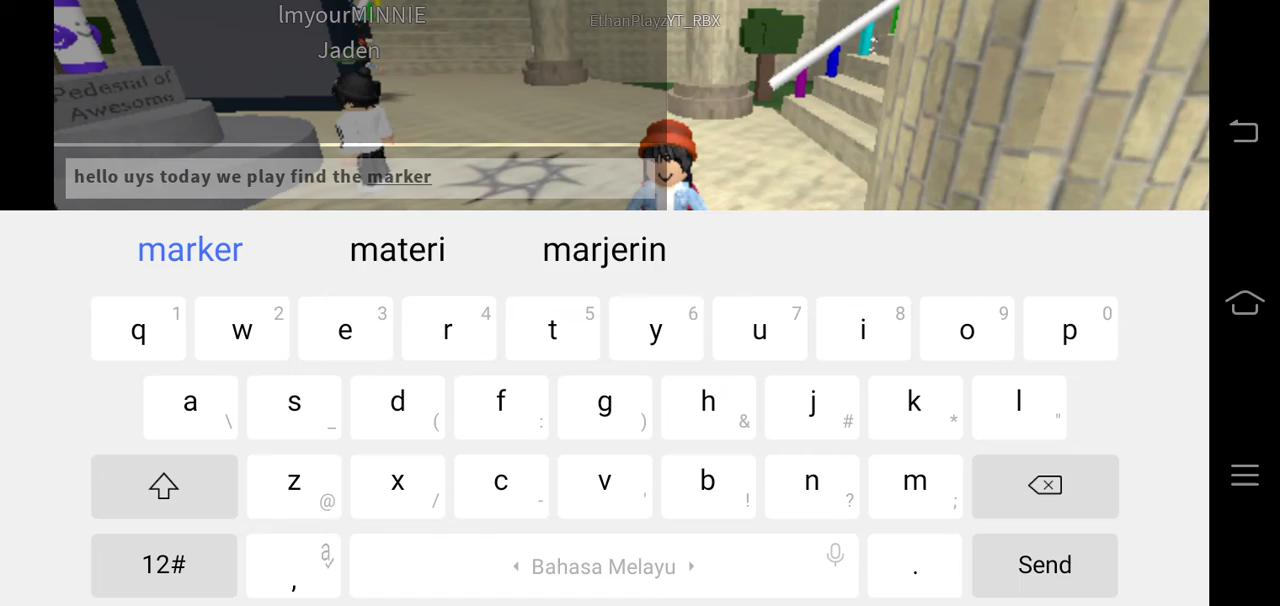 lmyourMINNIE
EthanPlayzYT_RBX
Jaden
Pedestal of
Awesome
hello uys today we play find the marker
marker materi marjerin
q 1 w 2 e 3 r 4 t 5 y 6 u 7 i 8 o 9 p 0
a \ s _ d ( f : g ) h & j # k * l "
z @ x / c - v ' b ! n ? m ;
12# , a Bahasa Melayu . Send